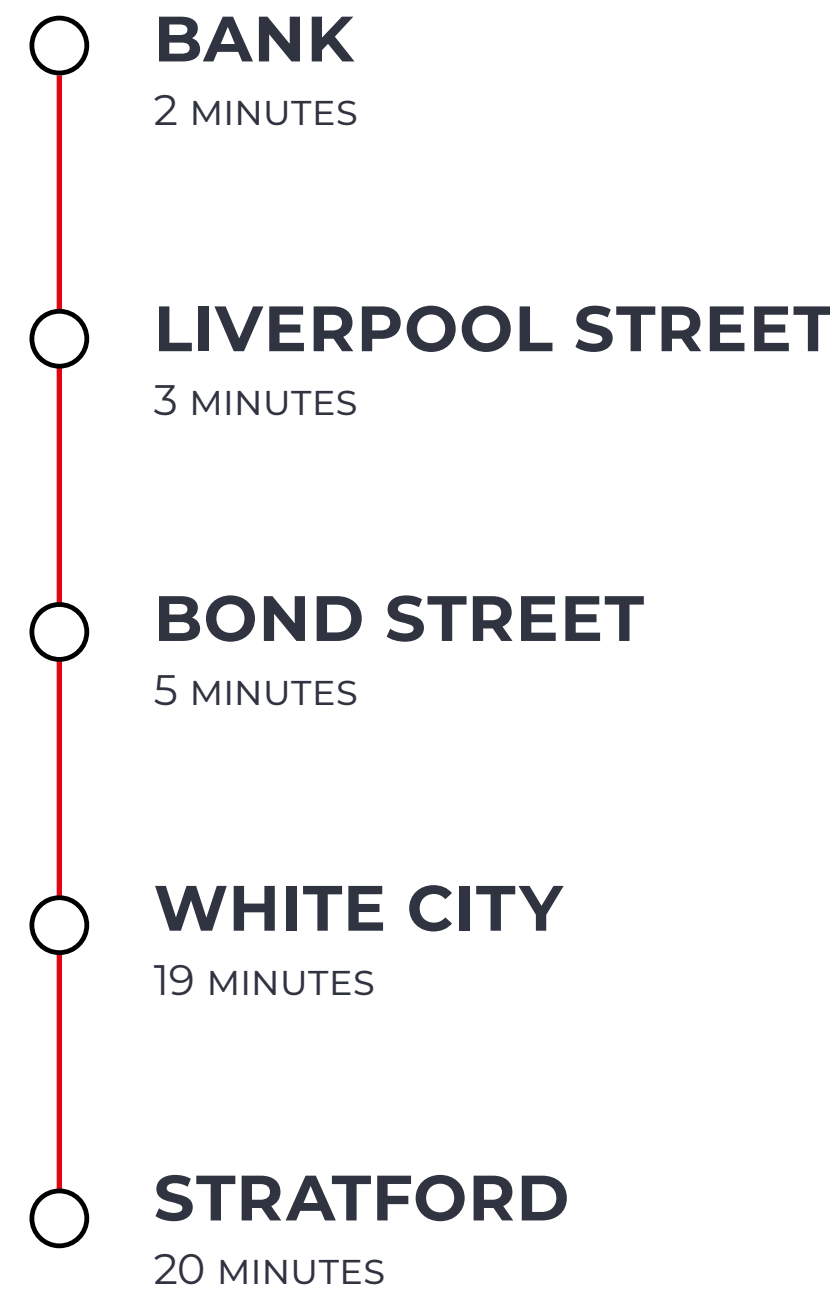 BANK
2 MINUTES
LIVERPOOL STREET
3 MINUTES
BOND STREET
5 MINUTES
WHITE CITY
19 MINUTES
STRATFORD
20 MINUTES